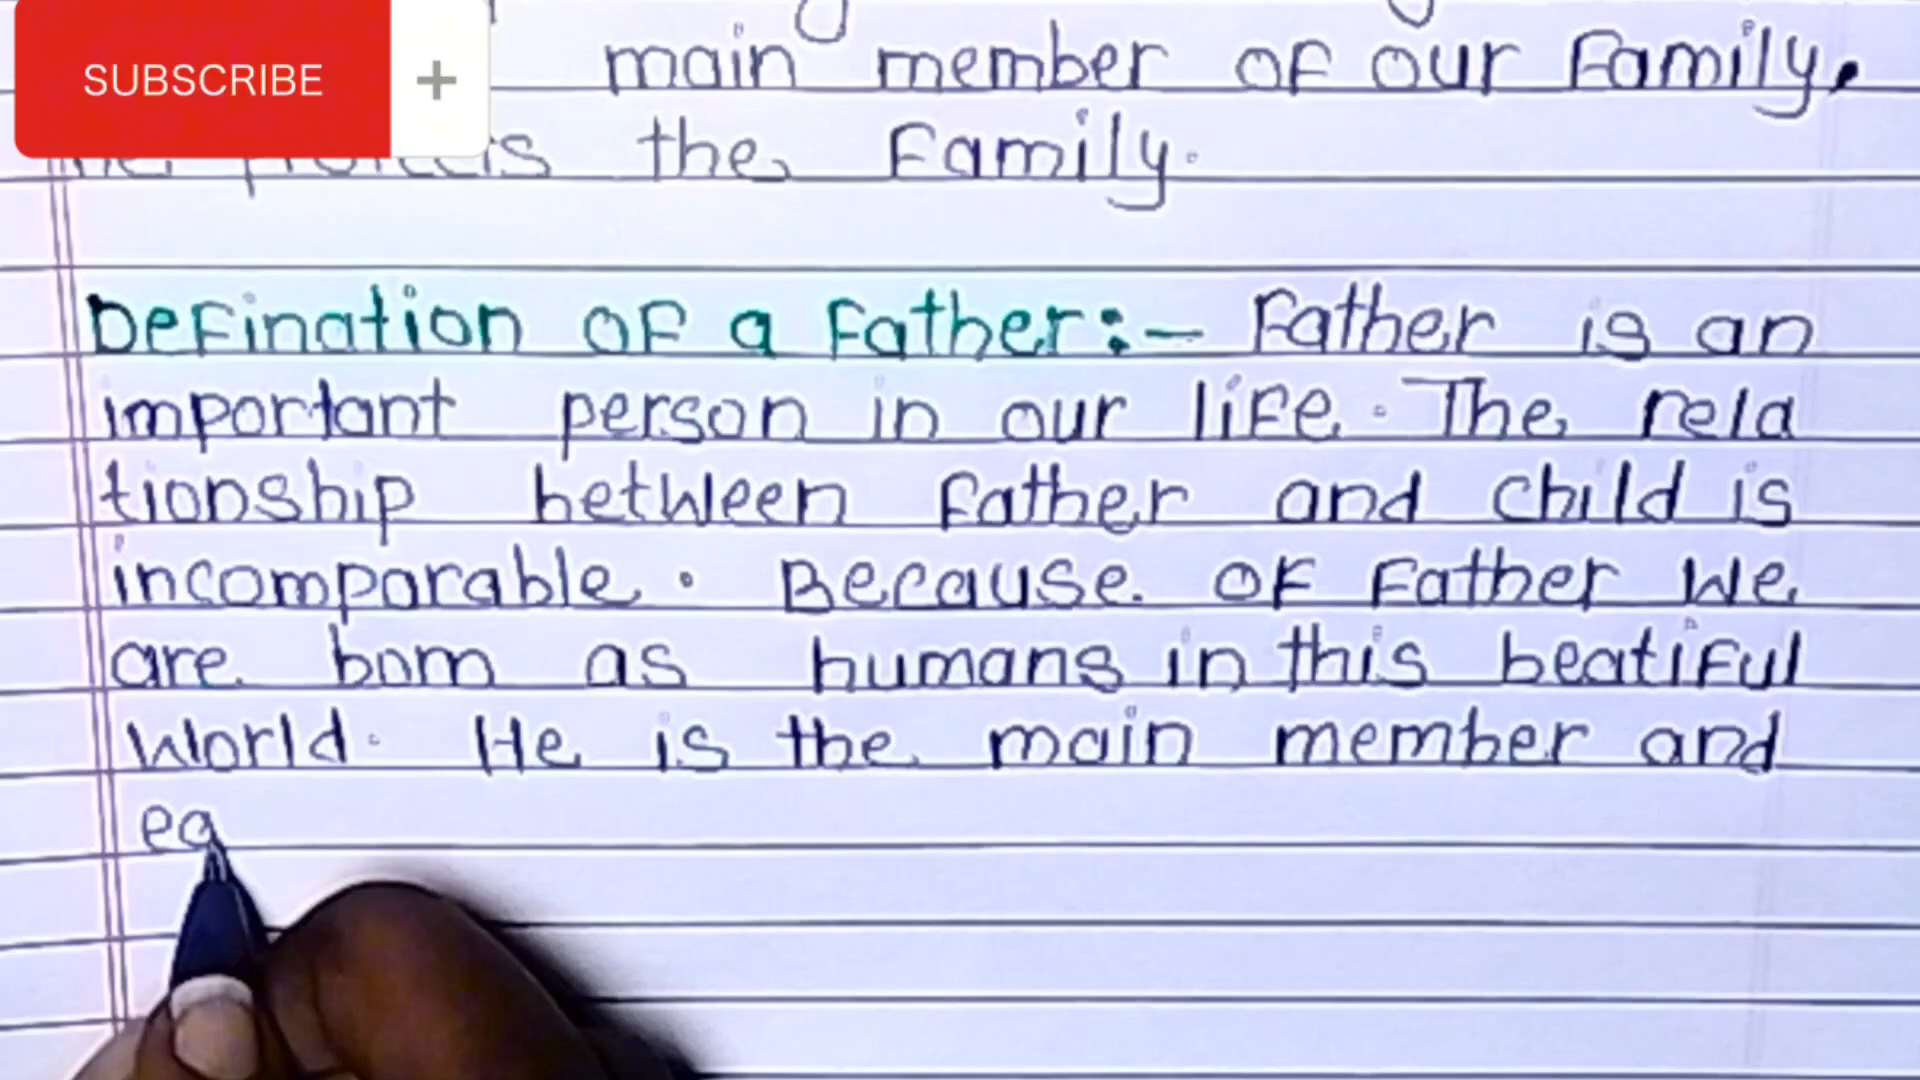 SUBSCRIBE +
main member of our Family.
the Family.
Defination of a Father:- Father is an
important person in our life. The rela
tionship between Father and child is
incomparable. Because of Father we
are born as humans in this beatiful
world. He is the main member and
ea